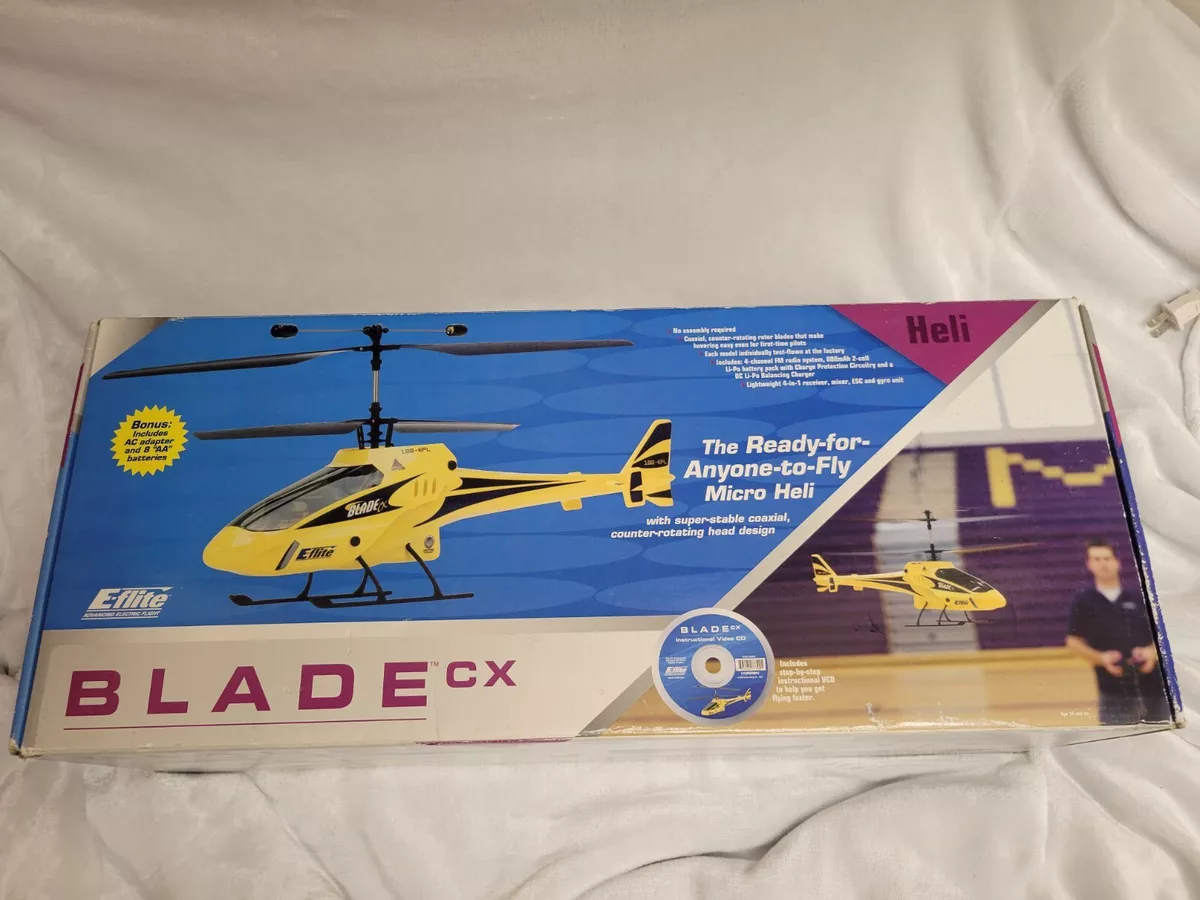 No assembly required
Coaxial, counter-rotating rotor blades that make
hovering easy even for first-time pilots
Each model individually test-flown at the factory
Includes: 4-channel FM radio system, 800mAh 2-cell
Li-Po battery pack with Charge Protection Circuitry and a
DC Li-Po Balancing Charger
Lightweight 4-in-1 receiver, mixer, ESC and gyro unit
Heli
Bonus:
Includes
AC adapter
and 8 "AA"
batteries
The Ready-for-
Anyone-to-Fly
Micro Heli
with super-stable coaxial,
counter-rotating head design
BLADE CX
E-flite
E-flite
ADVANCING ELECTRIC FLIGHT
BLADE™CX
BLADE CX
Instructional Video CD
E-flite
Includes
step-by-step
instructional VCD
to help you get
flying faster.
BLADE
E-flite